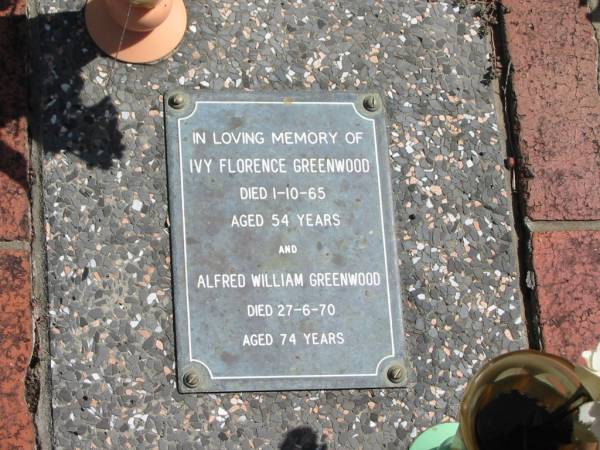 IN LOVING MEMORY OF
IVY FLORENCE GREENWOOD
DIED 1-10-65
AGED 54 YEARS
AND
ALFRED WILLIAM GREENWOOD
DIED 27-6-70
AGED 74 YEARS